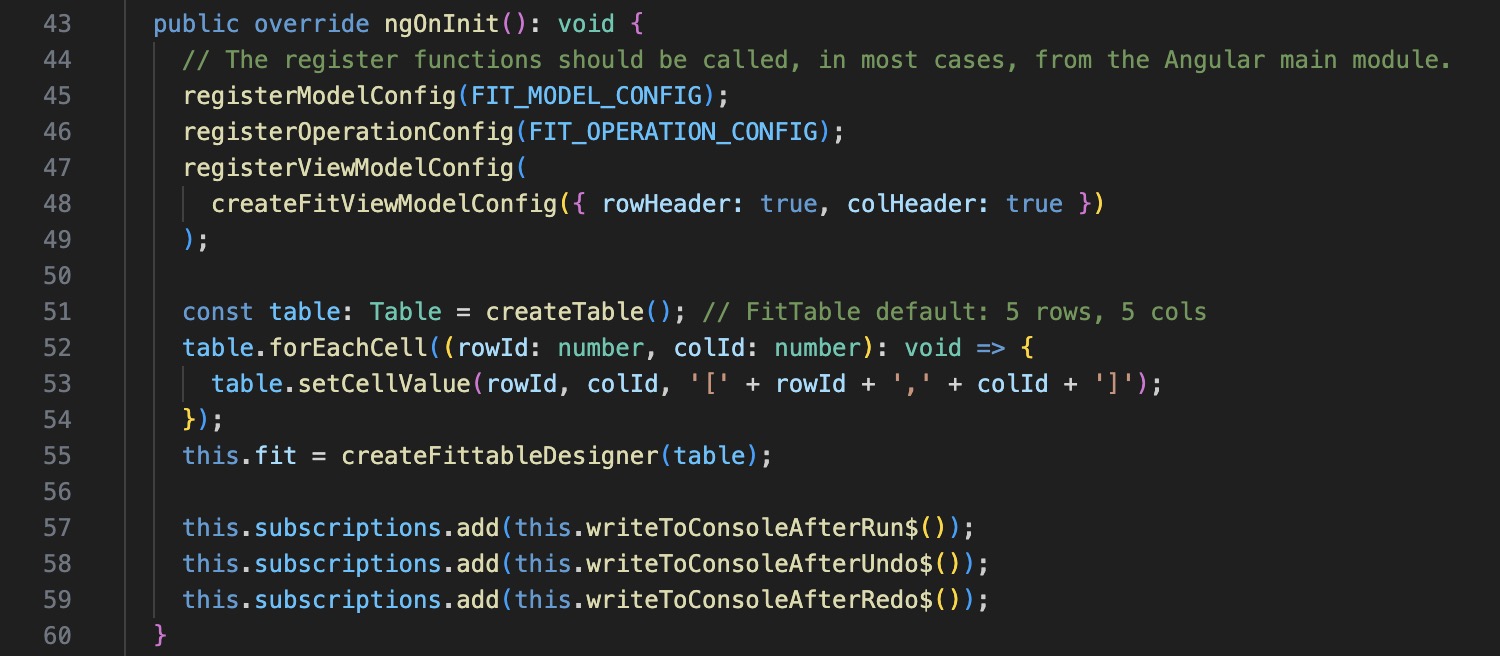 43 public override ngOnInit(): void {
44 // The register functions should be called, in most cases, from the Angular main module.
45 registerModelConfig(FIT_MODEL_CONFIG);
46 registerOperationConfig(FIT_OPERATION_CONFIG);
47 registerViewModelConfig(
48 createFitViewModelConfig({ rowHeader: true, colHeader: true })
49 );
50
51 const table: Table = createTable(); // FitTable default: 5 rows, 5 cols
52 table.forEachCell((rowId: number, colId: number): void => {
53 table.setCellValue(rowId, colId, '[' + rowId + ',' + colId + ']');
54 });
55 this.fit = createFittableDesigner(table);
56
57 this.subscriptions.add(this.writeToConsoleAfterRun$());
58 this.subscriptions.add(this.writeToConsoleAfterUndo$());
59 this.subscriptions.add(this.writeToConsoleAfterRedo$());
60 }